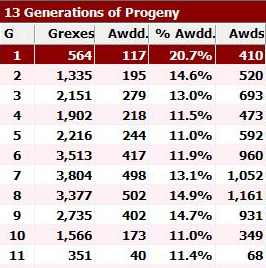 13 Generations of Progeny
G Grexes Awdd. % Awdd. Awds
1 564 117 20.7% 410
2 1,335 195 14.6% 520
3 2,151 279 13.0% 693
4 1,902 218 11.5% 473
5 2,216 244 11.0% 592
6 3,513 417 11.9% 960
7 3,804 498 13.1% 1,052
8 3,377 502 14.9% 1,161
9 2,735 402 14.7% 931
10 1,566 173 11.0% 349
11 351 40 11.4% 68